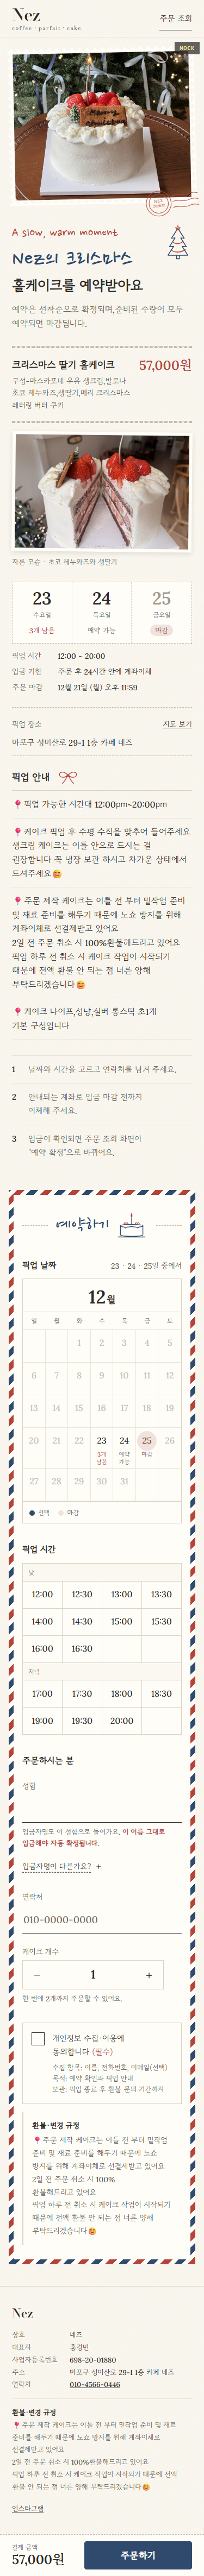 Nez
coffee · parfait · cake
주문 조회
MOCK
Merry
Christmas
NEZ
A slow, warm moment
Nez의 크리스마스
홀케이크를 예약받아요
예약은 선착순으로 확정되며,준비된 수량이 모두
예약되면 마감됩니다.
크리스마스 딸기 홀케이크
57,000원
구성-마스카포네 우유 생크림,발로나
초코 제누와즈,생딸기,메리 크리스마스
레터링 버터 쿠키
자른 모습 · 초코 제누와즈와 생딸기
23 24 25
수요일 목요일 금요일
3개 남음 예약 가능 마감
픽업 시간 12:00 ~ 20:00
입금 기한 주문 후 24시간 안에 계좌이체
주문 마감 12월 21일 (월) 오후 11:59
픽업 장소 지도 보기
마포구 성미산로 29-1 1층 카페 네즈
픽업 안내
📍픽업 가능한 시간대 12:00pm~20:00pm
📍케이크 픽업 후 수평 수직을 맞추어 들어주세요
생크림 케이크는 이틀 안으로 드시는 걸
권장합니다 꼭 냉장 보관 하시고 차가운 상태에서
드셔주세요😊
📍주문 제작 케이크는 이틀 전 부터 밑작업 준비
및 재료 준비를 해두기 때문에 노쇼 방지를 위해
계좌이체로 선결제받고 있어요
2일 전 주문 취소 시 100%환불해드리고 있어요
픽업 하루 전 취소 시 케이크 작업이 시작되기
때문에 전액 환불 안 되는 점 너른 양해
부탁드리겠습니다😊
📍케이크 나이프,성냥,실버 롱스틱 초1개
기본 구성입니다
1 날짜와 시간을 고르고 연락처를 남겨 주세요.
2 안내되는 계좌로 입금 마감 전까지
이체해 주세요.
3 입금이 확인되면 주문 조회 화면이
“예약 확정”으로 바뀌어요.
예약하기
픽업 날짜 23 · 24 · 25일 중에서
12월
일 월 화 수 목 금 토
1 2 3 4 5
6 7 8 9 10 11 12
13 14 15 16 17 18 19
20 21 22 23 24 25 26
3개 예약 마감
남음 가능
27 28 29 30 31
선택 마감
픽업 시간
낮
12:00 12:30 13:00 13:30
14:00 14:30 15:00 15:30
16:00 16:30
저녁
17:00 17:30 18:00 18:30
19:00 19:30 20:00
주문하시는 분
성함
입금자명도 이 성함으로 들어가요. 이 이름 그대로
입금해야 자동 확정됩니다.
입금자명이 다른가요? +
연락처
010-0000-0000
케이크 개수
− 1 +
한 번에 2개까지 주문할 수 있어요.
개인정보 수집·이용에
동의합니다 (필수)
수집 항목: 이름, 전화번호, 이메일(선택)
목적: 예약 확인과 픽업 안내
보관: 픽업 종료 후 환불·문의 기간까지
환불·변경 규정
📍주문 제작 케이크는 이틀 전 부터 밑작업
준비 및 재료 준비를 해두기 때문에 노쇼
방지를 위해 계좌이체로 선결제받고 있어요
2일 전 주문 취소 시 100%
환불해드리고 있어요
픽업 하루 전 취소 시 케이크 작업이 시작되기
때문에 전액 환불 안 되는 점 너른 양해
부탁드리겠습니다😊
Nez
상호 네즈
대표자 홍경빈
사업자등록번호 698-20-01880
주소 마포구 성미산로 29-1 1층 카페 네즈
연락처 010-4566-0446
환불·변경 규정
📍주문 제작 케이크는 이틀 전 부터 밑작업 준비 및 재료
준비를 해두기 때문에 노쇼 방지를 위해 계좌이체로
선결제받고 있어요
2일 전 주문 취소 시 100%환불해드리고 있어요
픽업 하루 전 취소 시 케이크 작업이 시작되기 때문에 전액
환불 안 되는 점 너른 양해 부탁드리겠습니다😊
인스타그램
결제 금액
57,000원
주문하기